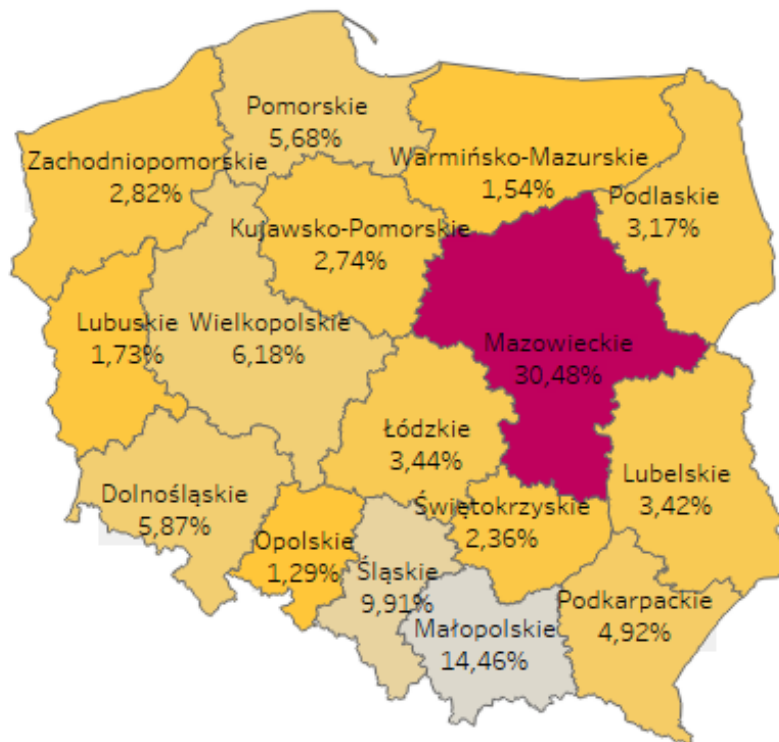 Pomorskie
5,68%
Zachodniopomorskie
2,82%
Warmińsko-Mazurskie
1,54%
Podlaskie
3,17%
Kujawsko-Pomorskie
2,74%
Lubuskie
1,73%
Wielkopolskie
6,18%
Mazowieckie
30,48%
Łódzkie
3,44%
Lubelskie
3,42%
Dolnośląskie
5,87%
Świętokrzyskie
2,36%
Opolskie
1,29%
Śląskie
9,91%
Podkarpackie
4,92%
Małopolskie
14,46%